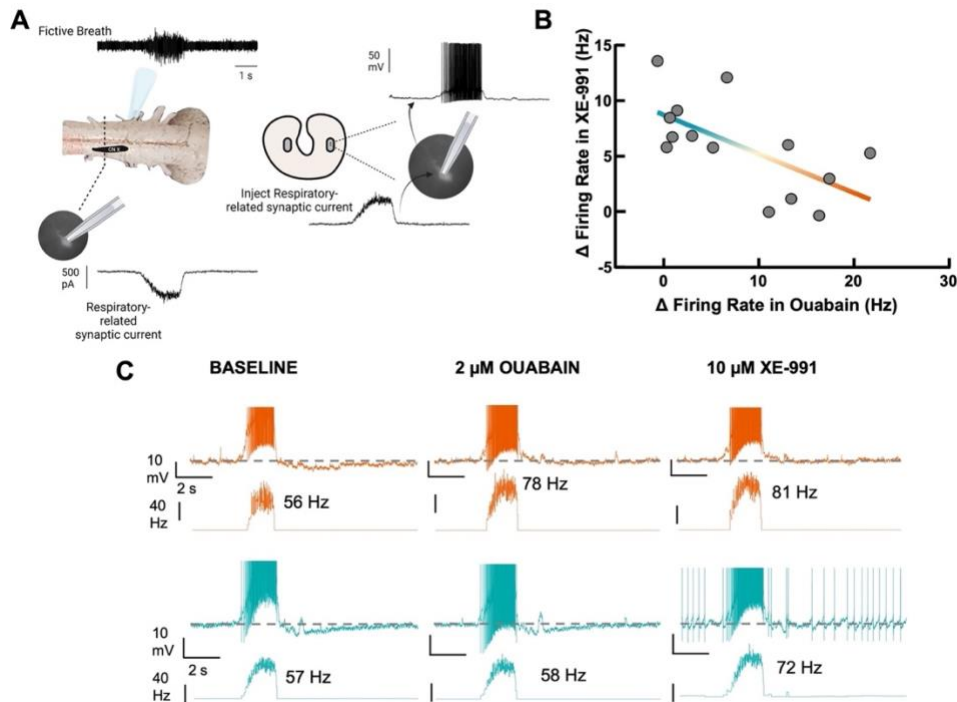 A
Fictive Breath
1 s
CN X
500
pA
Respiratory-
related
synaptic current
50
mV
Inject Respiratory-
related synaptic current
B
Δ Firing Rate in XE-991 (Hz)
15
10
5
0
-5
0
10
20
30
Δ Firing Rate in Ouabain (Hz)
C
BASELINE
2 μM OUABAIN
10 μM XE-991
10
mV
2 s
40
Hz
56 Hz
78 Hz
81 Hz
10
mV
2 s
40
Hz
57 Hz
58 Hz
72 Hz